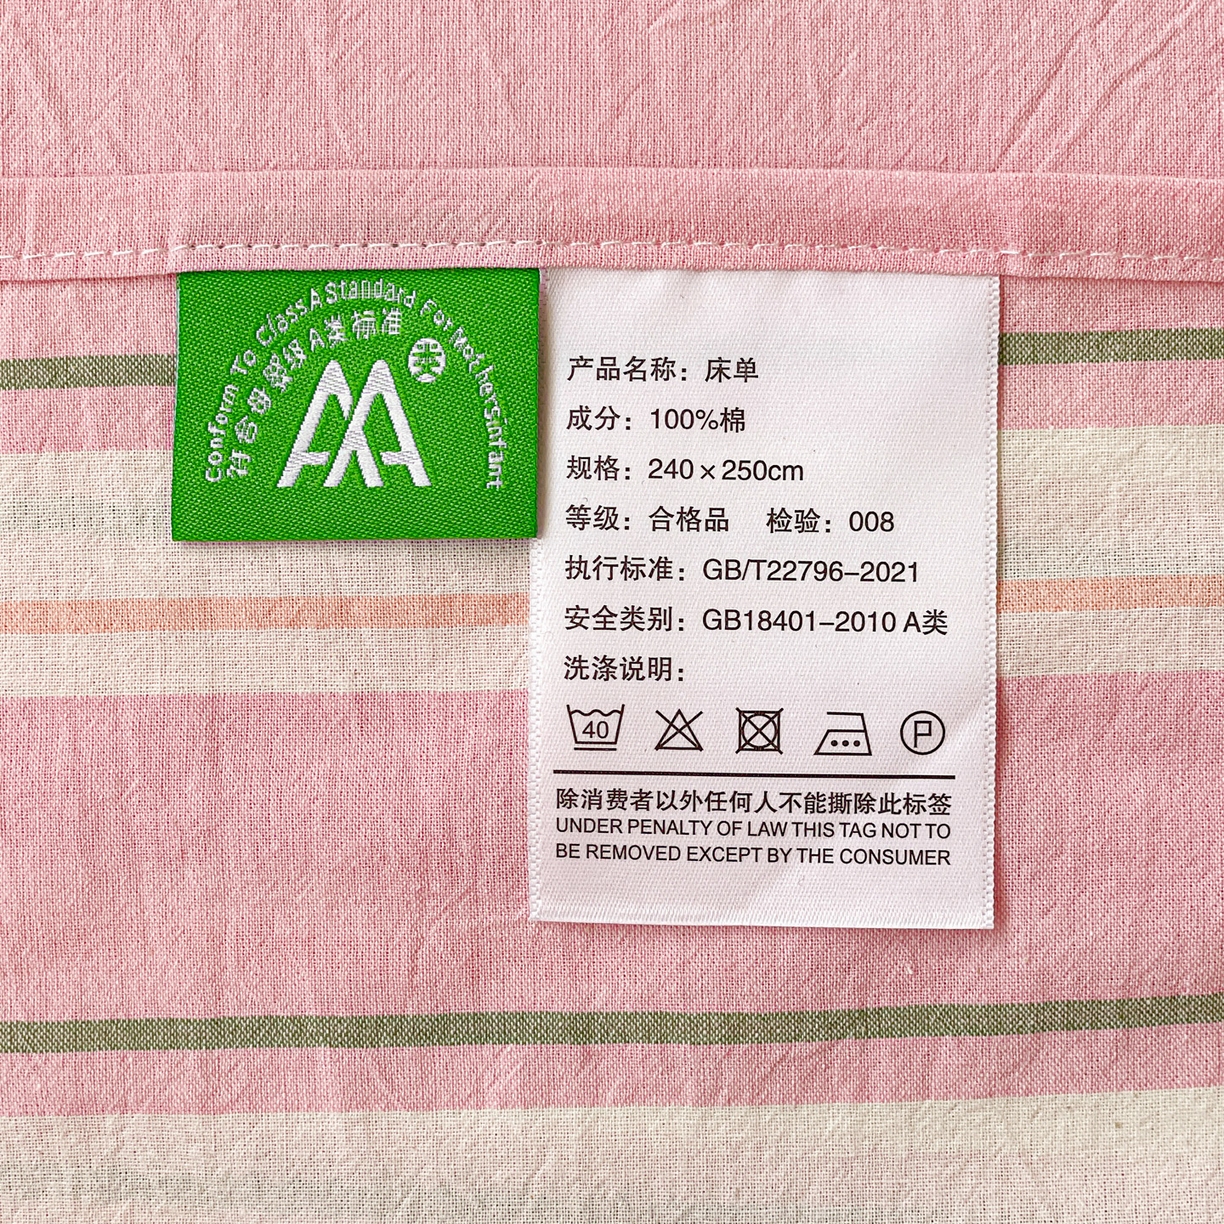 Conform To Class A Standard For Mothersinfant
符合母婴级A类标准
类
AA
产品名称：床单
成分：100%棉
规格：240×250cm
等级：合格品 检验：008
执行标准：GB/T22796-2021
安全类别：GB18401-2010 A类
洗涤说明：
40
P
除消费者以外任何人不能撕除此标签
UNDER PENALTY OF LAW THIS TAG NOT TO
BE REMOVED EXCEPT BY THE CONSUMER